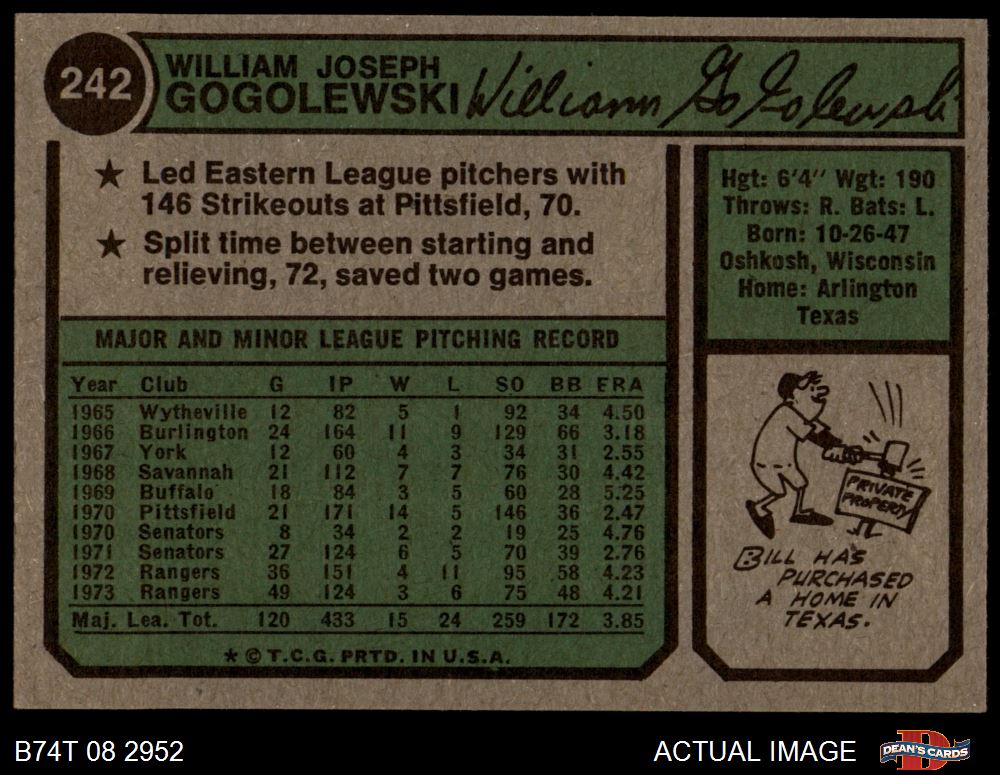 242
WILLIAM JOSEPH
GOGOLEWSKI
William Gogolewski
★ Led Eastern League pitchers with
146 Strikeouts at Pittsfield, 70.
★ Split time between starting and
relieving, 72, saved two games.
Hgt: 6'4" Wgt: 190
Throws: R. Bats: L.
Born: 10-26-47
Oshkosh, Wisconsin
Home: Arlington
Texas
MAJOR AND MINOR LEAGUE PITCHING RECORD
Year Club G IP W L SO BB ERA
1965 Wytheville 12 82 5 1 92 34 4.50
1966 Burlington 24 164 11 9 129 66 3.18
1967 York 12 60 4 3 34 31 2.55
1968 Savannah 21 112 7 7 76 30 4.42
1969 Buffalo 18 84 3 5 60 28 5.25
1970 Pittsfield 21 171 14 5 146 36 2.47
1970 Senators 8 34 2 2 19 25 4.76
1971 Senators 27 124 6 5 70 39 2.76
1972 Rangers 36 151 4 11 95 58 4.23
1973 Rangers 49 124 3 6 75 48 4.21
Maj. Lea. Tot. 120 433 15 24 259 172 3.85
★ © T.C.G. PRTD. IN U.S.A.
PRIVATE
PROPERTY
BILL HAS
PURCHASED
A HOME IN
TEXAS.
B74T 08 2952
ACTUAL IMAGE
D
DEAN'S CARDS